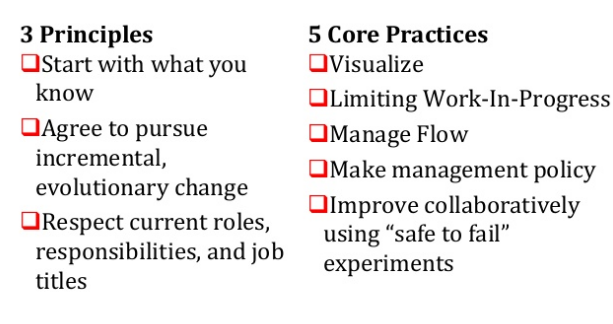 3 Principles
❑Start with what you
know
❑Agree to pursue
incremental,
evolutionary change
❑Respect current roles,
responsibilities, and job
titles
5 Core Practices
❑Visualize
❑Limiting Work-In-Progress
❑Manage Flow
❑Make management policy
❑Improve collaboratively
using “safe to fail”
experiments